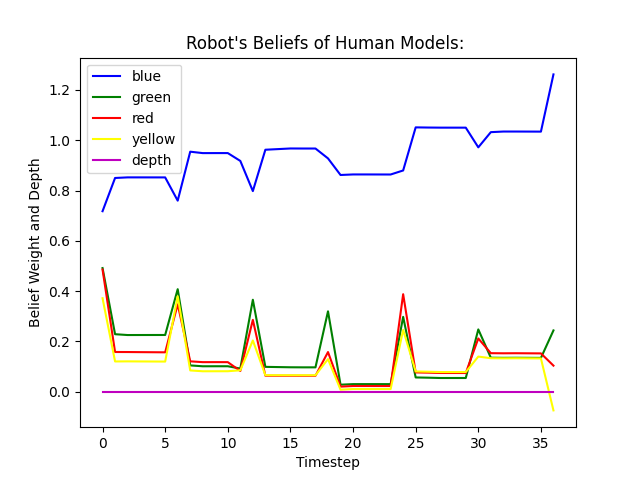 Robot's Beliefs of Human Models:
blue
green
red
yellow
depth
Belief Weight and Depth
1.2
1.0
0.8
0.6
0.4
0.2
0.0
0 5 10 15 20 25 30 35
Timestep